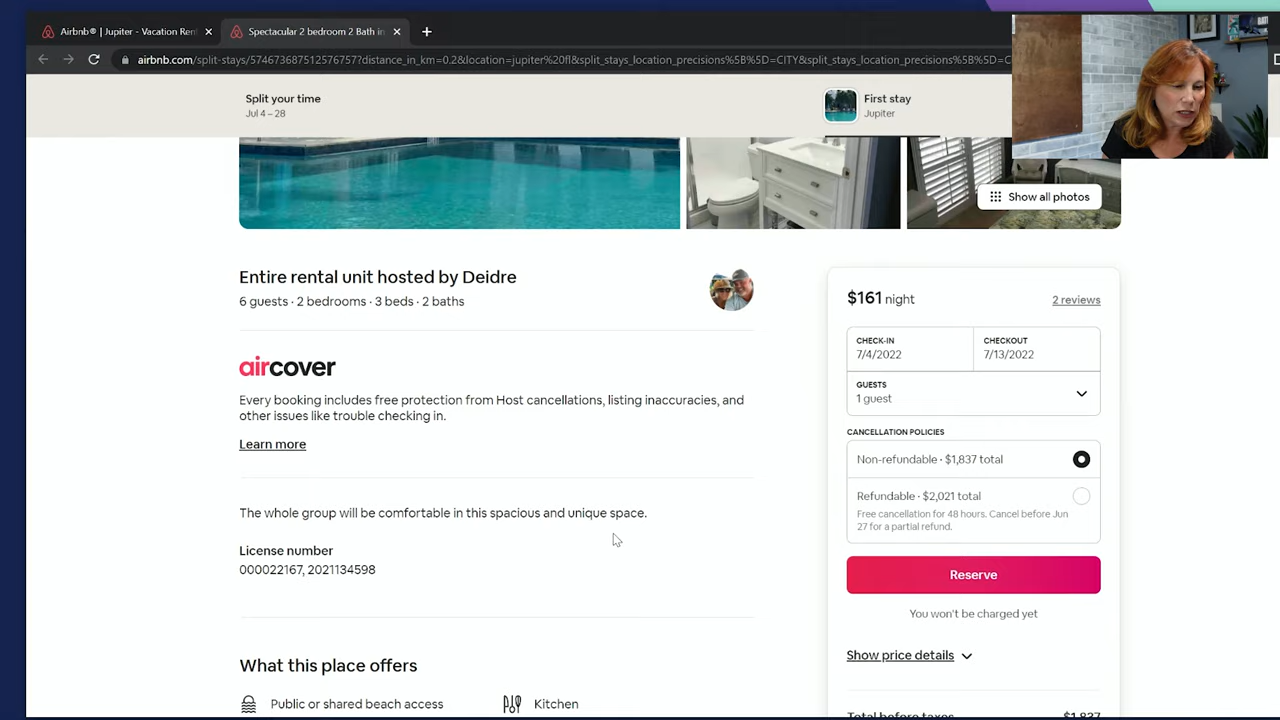 Airbnb® | Jupiter - Vacation Ren
Spectacular 2 bedroom 2 Bath in
airbnb.com/split-stays/574673687512576757?distance_in_km=0.2&location=jupiter%20fl&split_stays_location_precisions%5B%5D=CITY&split_stays_location_precisions%5B%5D=C
Split your time
Jul 4 – 28
First stay
Jupiter
Show all photos
Entire rental unit hosted by Deidre
6 guests · 2 bedrooms · 3 beds · 2 baths
aircover
Every booking includes free protection from Host cancellations, listing inaccuracies, and
other issues like trouble checking in.
Learn more
The whole group will be comfortable in this spacious and unique space.
License number
000022167, 2021134598
What this place offers
Public or shared beach access
Kitchen
$161 night
2 reviews
CHECK-IN
7/4/2022
CHECKOUT
7/13/2022
GUESTS
1 guest
CANCELLATION POLICIES
Non-refundable · $1,837 total
Refundable · $2,021 total
Free cancellation for 48 hours. Cancel before Jun
27 for a partial refund.
Reserve
You won't be charged yet
Show price details
Total before taxes
$1,837